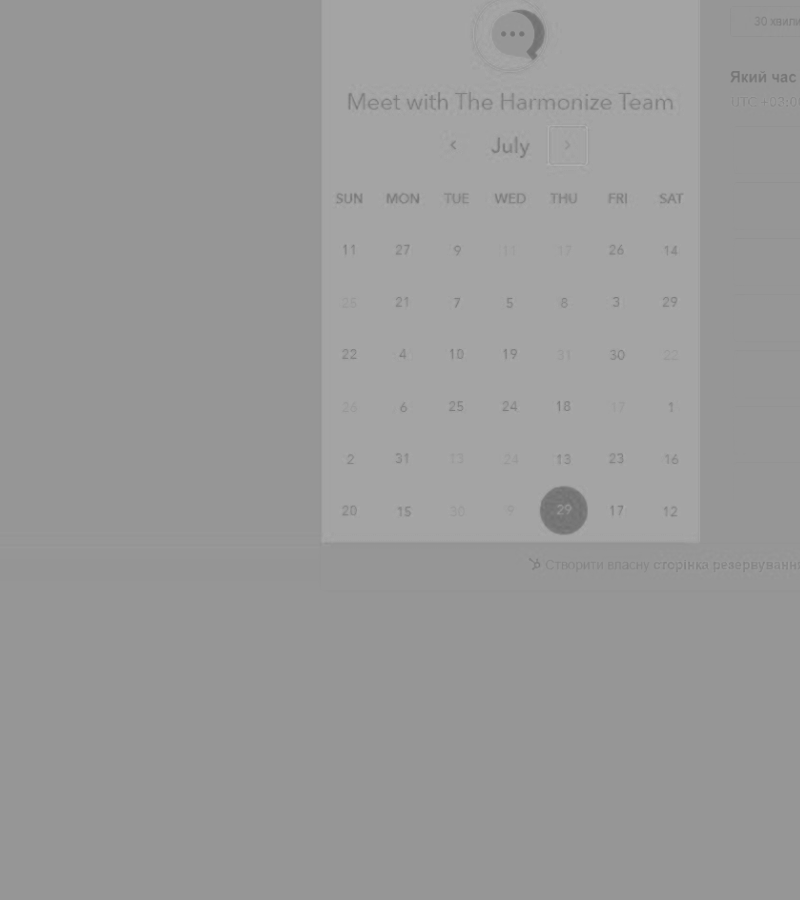 30 хвили
Meet with The Harmonize Team
Який час
July
SUN MON TUE WED THU FRI SAT
11 27 9 11 17 26 14
25 21 7 5 8 3 29
22 4 10 19 31 30 22
26 6 25 24 18 17 1
2 31 13 24 13 23 16
20 15 30 9 29 17 12
Створити власну сторінка резервуванн